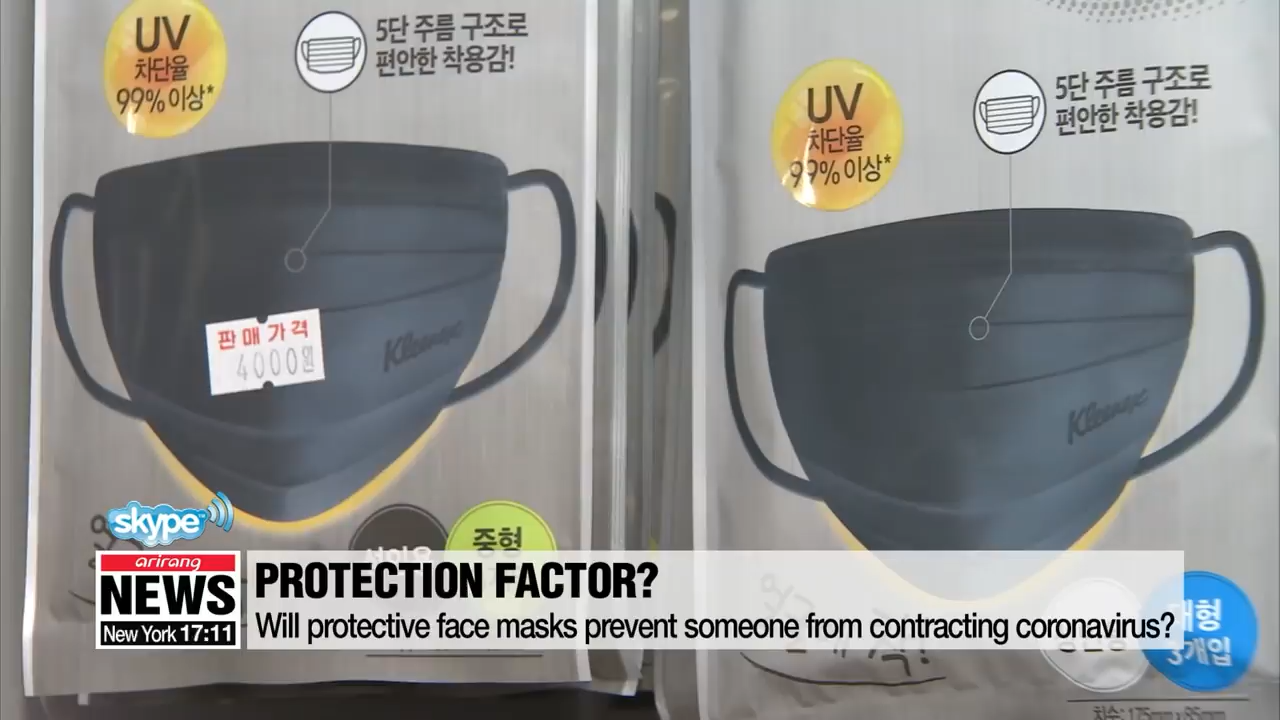 UV
차단율
99% 이상*
5단 주름 구조로
편안한 착용감!
UV
차단율
99% 이상*
5단 주름 구조로
편안한 착용감!
판매가격
4000원
Kleenex
Kleenex
중형
대형
3개입
skype
arirang
NEWS
New York 17:11
PROTECTION FACTOR?
Will protective face masks prevent someone from contracting coronavirus?